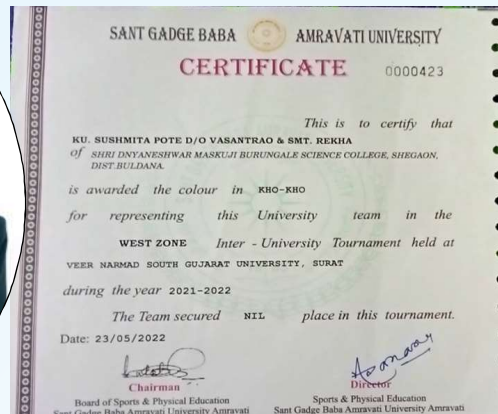 SANT GADGE BABA AMRAVATI UNIVERSITY
CERTIFICATE 0000423
This is to certify that
KU. SUSHMITA POTE D/O VASANTRAO & SMT. REKHA
of SHRI DNYANESHWAR MASKUJI BURUNGALE SCIENCE COLLEGE, SHEGAON,
DIST.BULDANA.
is awarded the colour in KHO-KHO
for representing this University team in the
WEST ZONE Inter - University Tournament held at
VEER NARMAD SOUTH GUJARAT UNIVERSITY, SURAT
during the year 2021-2022
The Team secured NIL place in this tournament.
Date: 23/05/2022
Chairman Director
Board of Sports & Physical Education Sports & Physical Education
Sant Gadge Baba Amravati University Amravati Sant Gadge Baba Amravati University Amravati